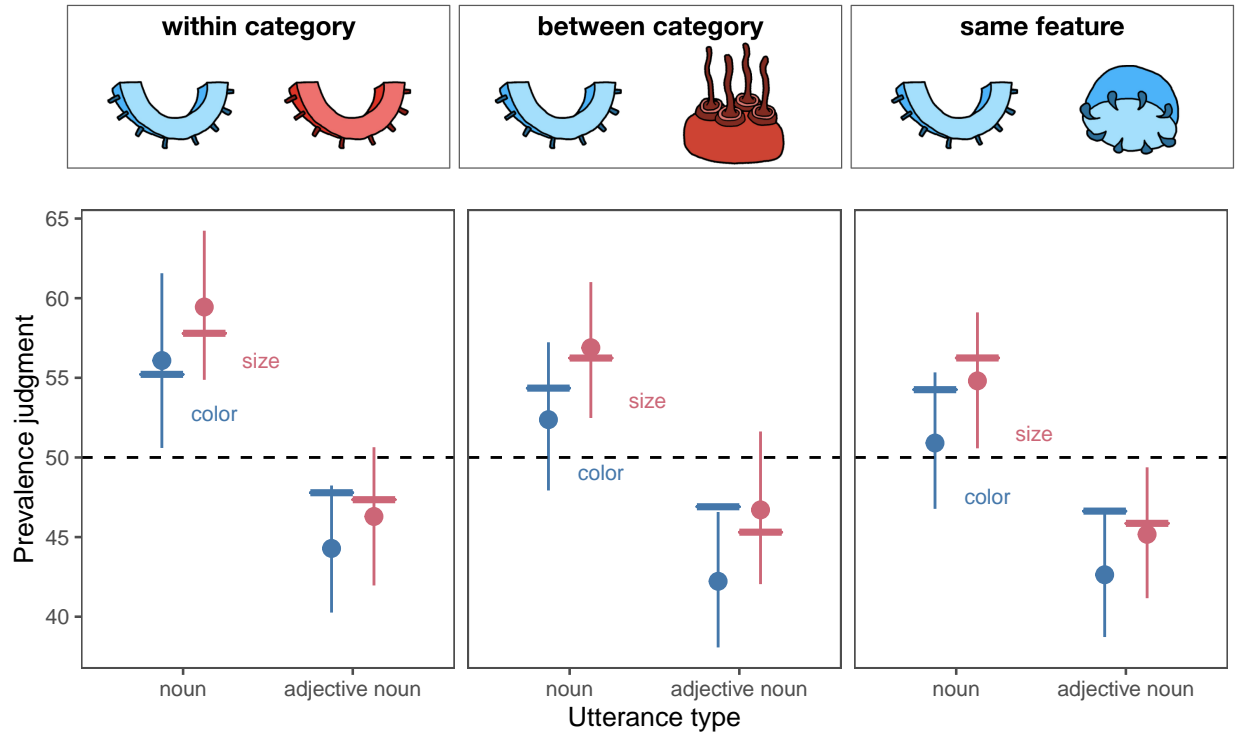 within category
between category
same feature
Prevalence judgment
65
60
55
50
45
40
size
color
size
color
size
color
noun
adjective noun
noun
adjective noun
noun
adjective noun
Utterance type